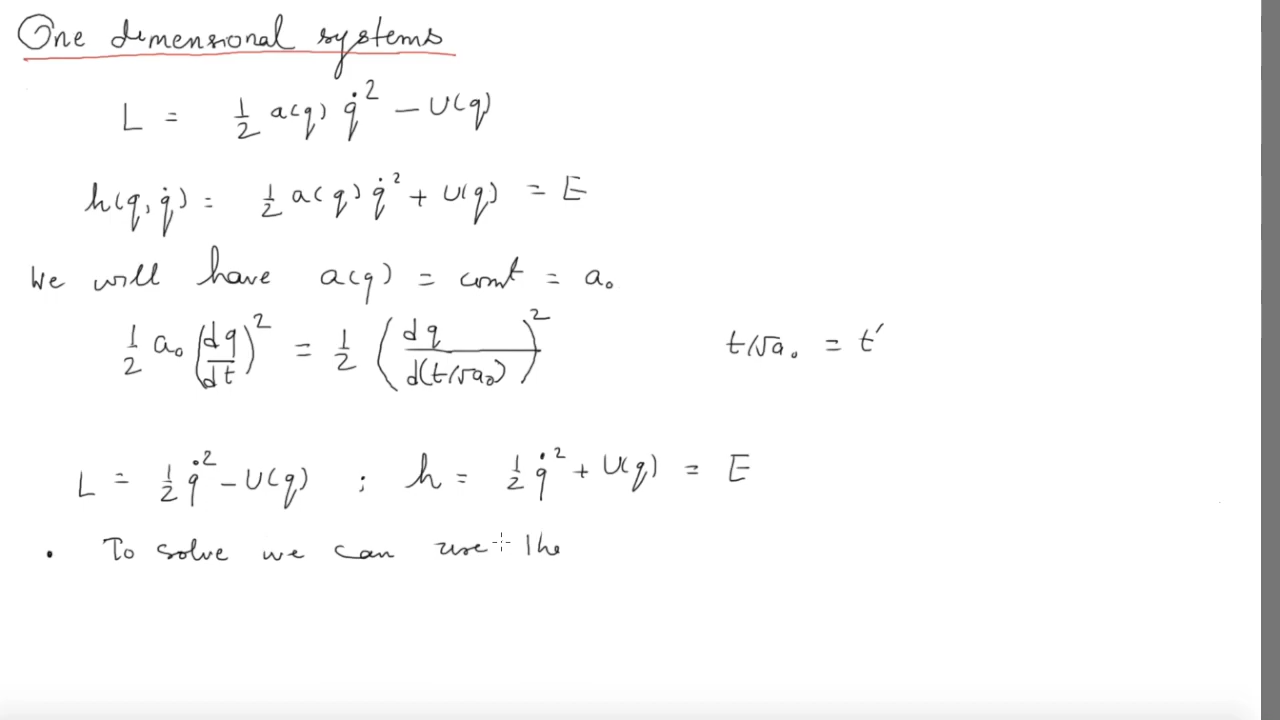 One dimensional systems
L = 1/2 a(q) q̇² – U(q)
h(q, q̇) = 1/2 a(q) q̇² + U(q) = E
We will have a(q) = const = a₀
1/2 a₀ (dq/dt)² = 1/2 (dq/d(t/√a₀))² t/√a₀ = t′
L = 1/2 q̇² – U(q) ; h = 1/2 q̇² + U(q) = E
• To solve we can use the